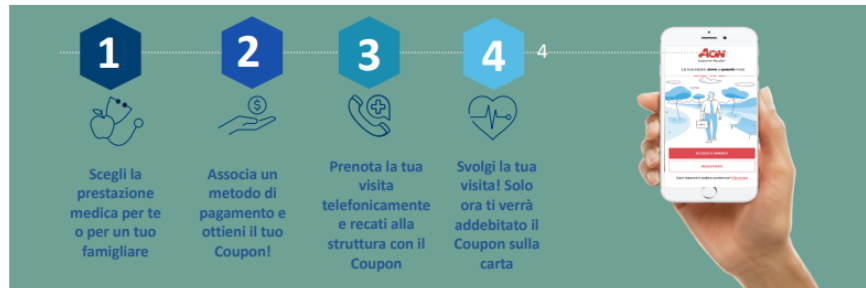 1
2
3
4
4
Scegli la
prestazione
medica per te
o per un tuo
famigliare
Associa un
metodo di
pagamento e
ottieni il tuo
Coupon!
Prenota la tua
visita
telefonicamente
e recati alla
struttura con il
Coupon
Svolgi la tua
visita! Solo
ora ti verrà
addebitato il
Coupon sulla
carta
AON